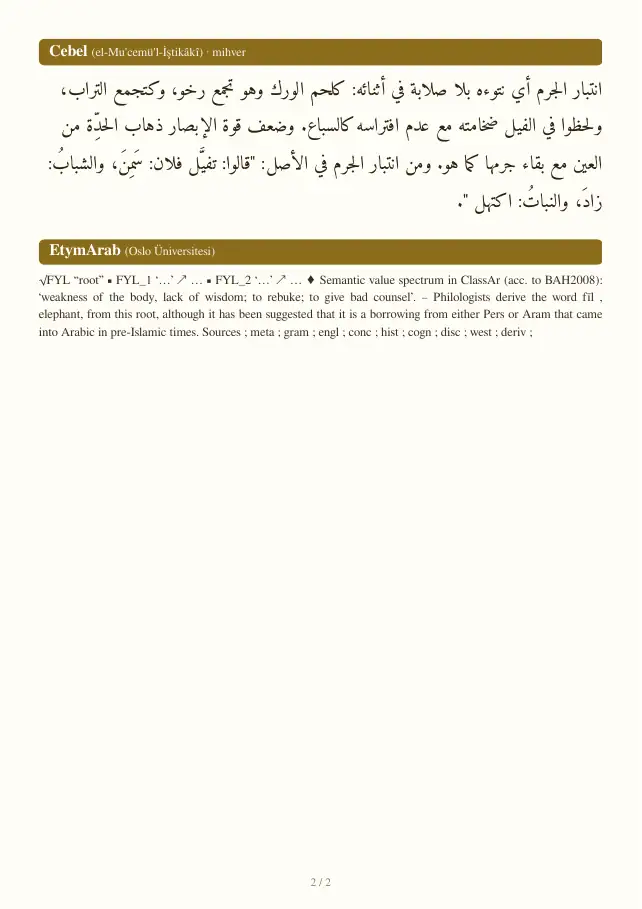 Cebel (el-Mu'cemü'l-İştikâkî) · mihver
انتبار الجرم أي نتوءه بلا صلابة في أثنائه: كلحم الورك وهو تجمع رخو، وكتجمع التراب،
ولحظوا في الفيل ضخامته مع عدم افتراسه كالسباع. وضعف قوة الإبصار ذهاب الحدِّة من
العين مع بقاء جرمها كما هو. ومن انتبار الجرم في الأصل: "قالوا: تفيَّل فلان: سَمِنَ، والشبابُ:
زادَ، والنباتُ: اكتهل ".
EtymArab (Oslo Üniversitesi)
√FYL “root” ▪ FYL_1 ‘…’ ↗ … ▪ FYL_2 ‘…’ ↗ … ♦ Semantic value spectrum in ClassAr (acc. to BAH2008):
‘weakness of the body, lack of wisdom; to rebuke; to give bad counsel’. – Philologists derive the word fīl ,
elephant, from this root, although it has been suggested that it is a borrowing from either Pers or Aram that came
into Arabic in pre-Islamic times. Sources ; meta ; gram ; engl ; conc ; hist ; cogn ; disc ; west ; deriv ;
2 / 2